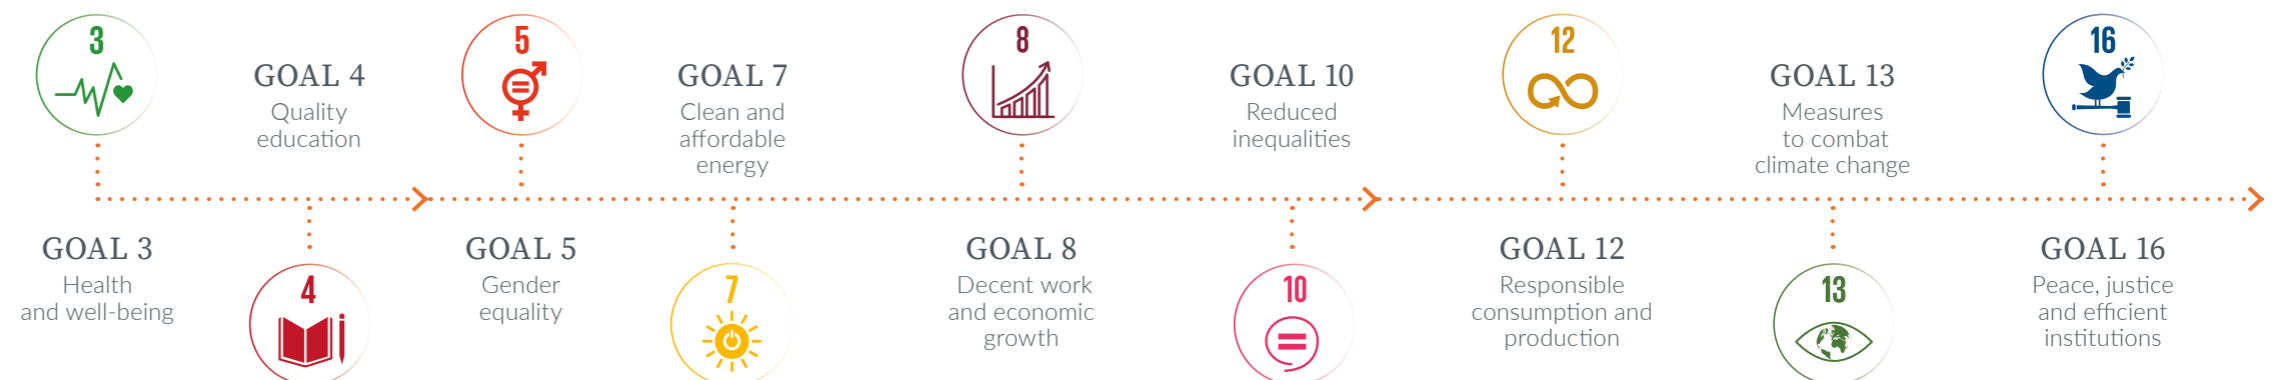 3
GOAL 3
Health
and well-being
GOAL 4
Quality
education
4
5
GOAL 5
Gender
equality
GOAL 7
Clean and
affordable
energy
7
8
GOAL 8
Decent work
and economic
growth
GOAL 10
Reduced
inequalities
10
12
GOAL 12
Responsible
consumption and
production
GOAL 13
Measures
to combat
climate change
13
16
GOAL 16
Peace, justice
and efficient
institutions